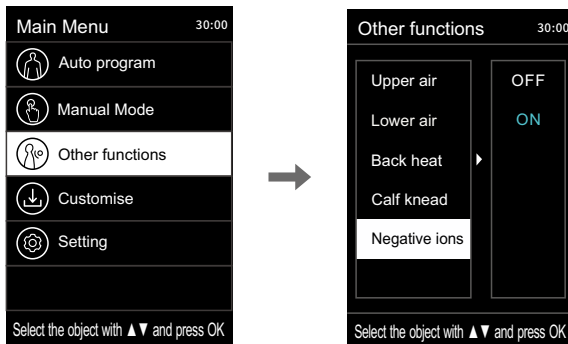 Main Menu 30:00
Auto program
Manual Mode
Other functions
Customise
Setting
Select the object with ▲▼ and press OK
Other functions 30:00
Upper air
Lower air
Back heat
Calf knead
Negative ions
OFF
ON
Select the object with ▲▼ and press OK